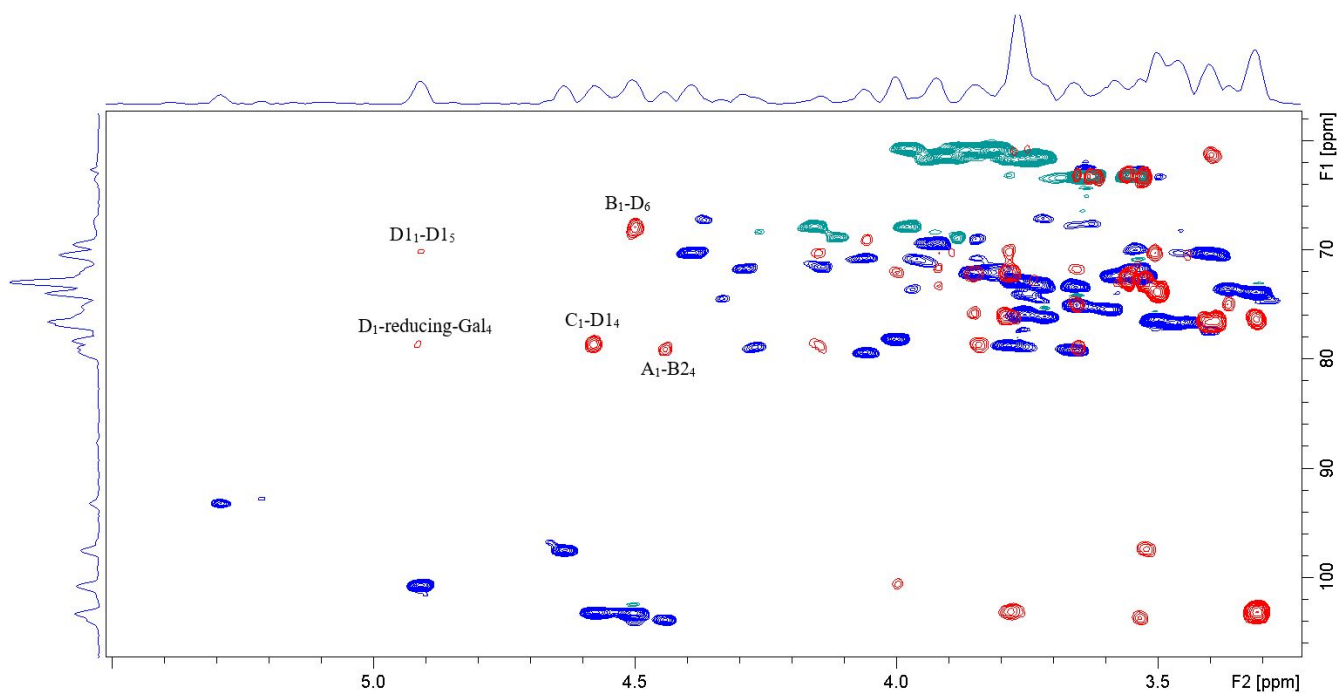 B₁-D₆
D1₁-D1₅
D₁-reducing-Gal₄
C₁-D1₄
A₁-B2₄
F1 [ppm]
70
80
90
100
5.0
4.5
4.0
3.5
F2 [ppm]